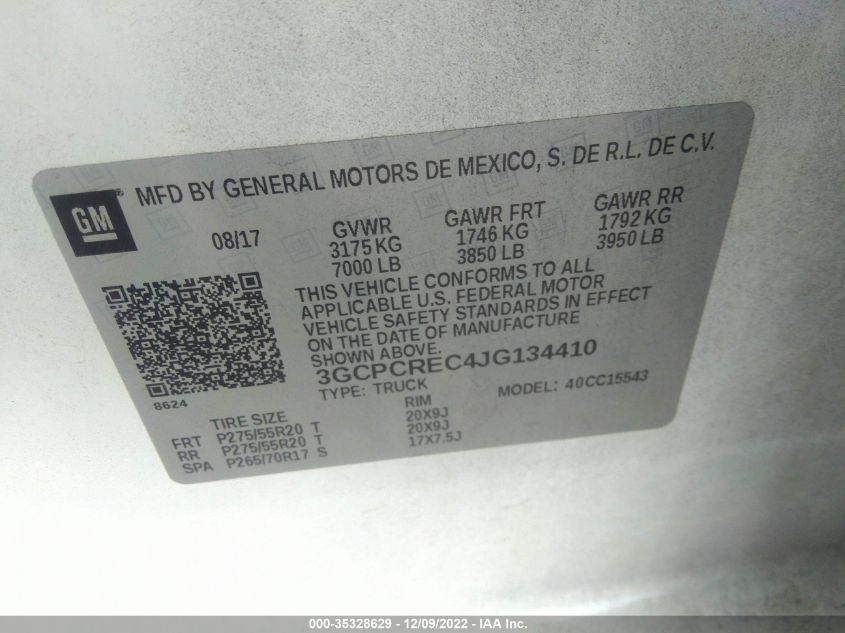 GM ® MFD BY GENERAL MOTORS DE MEXICO, S. DE R.L. DE C.V.
08/17 GVWR GAWR FRT GAWR RR
3175 KG 1746 KG 1792 KG
7000 LB 3850 LB 3950 LB
THIS VEHICLE CONFORMS TO ALL
APPLICABLE U.S. FEDERAL MOTOR
VEHICLE SAFETY STANDARDS IN EFFECT
ON THE DATE OF MANUFACTURE
SHOWN ABOVE.
3GCPCREC4JG134410
TYPE: TRUCK MODEL: 40CC15543
8624
TIRE SIZE RIM
FRT P275/55R20 T 20X9J
RR P275/55R20 T 20X9J
SPA P265/70R17 S 17X7.5J
000-35328629 - 12/09/2022 - IAA Inc.